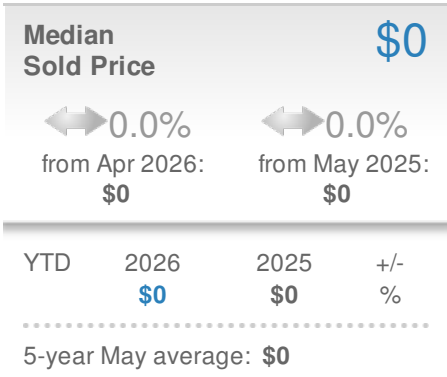 Median $0
Sold Price
0.0% 0.0%
from Apr 2026: from May 2025:
$0 $0
YTD 2026 2025 +/-
$0 $0 %
5-year May average: $0